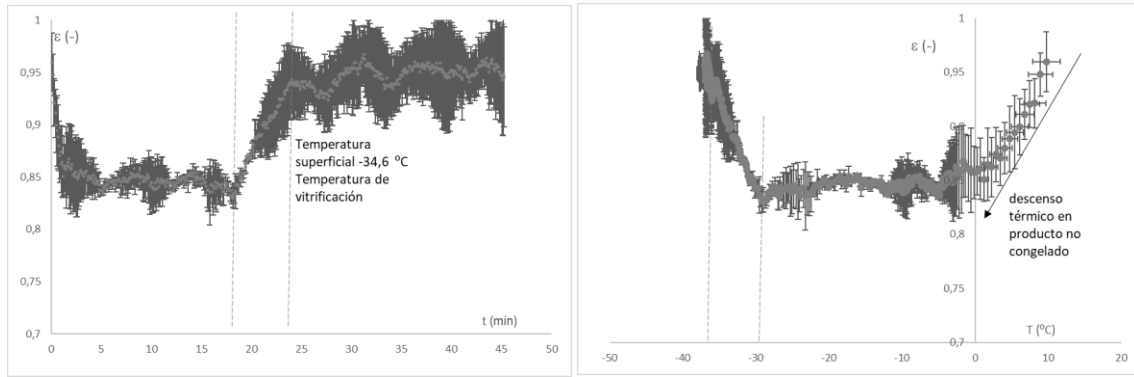 1
ε (-)
0,95
0,9
0,85
0,8
0,75
0,7
Temperatura
superficial -34,6 ºC
Temperatura de
vitrificación
t (min)
0
5
10
15
20
25
30
35
40
45
50
1
ε (-)
0,95
0,9
0,8
0,75
0,7
descenso
térmico en
producto no
congelado
T (ºC)
-50
-40
-30
-20
-10
0
10
20